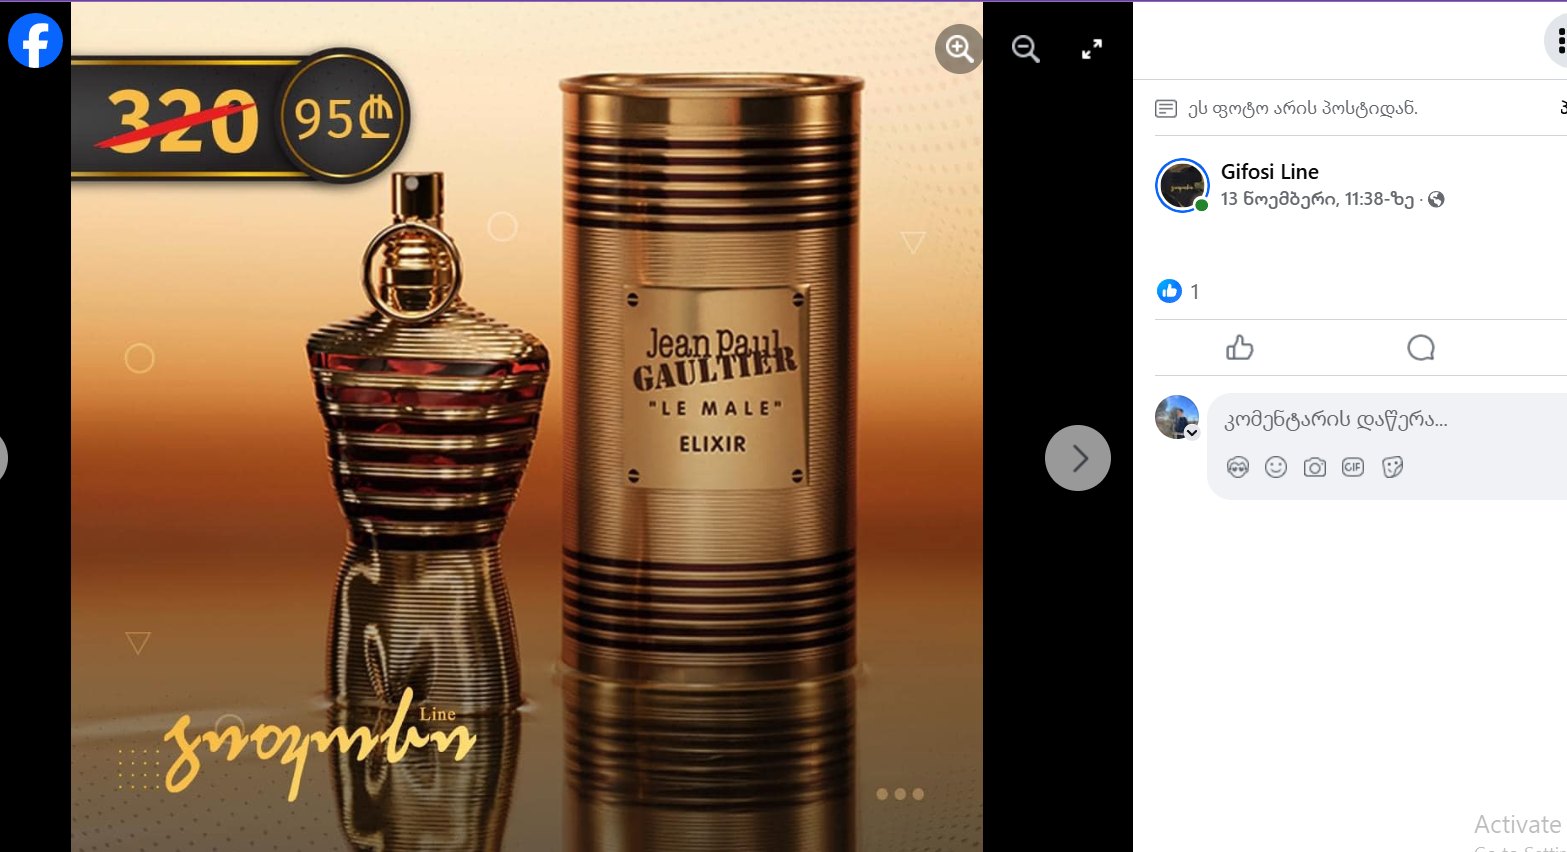 320
95₾
Jean Paul
GAULTIER
"LE MALE"
ELIXIR
გიფოსი
Line
ეს ფოტო არის პოსტიდან.
Gifosi Line
13 ნოემბერი, 11:38-ზე ·
1
კომენტარის დაწერა...
GIF
Activate